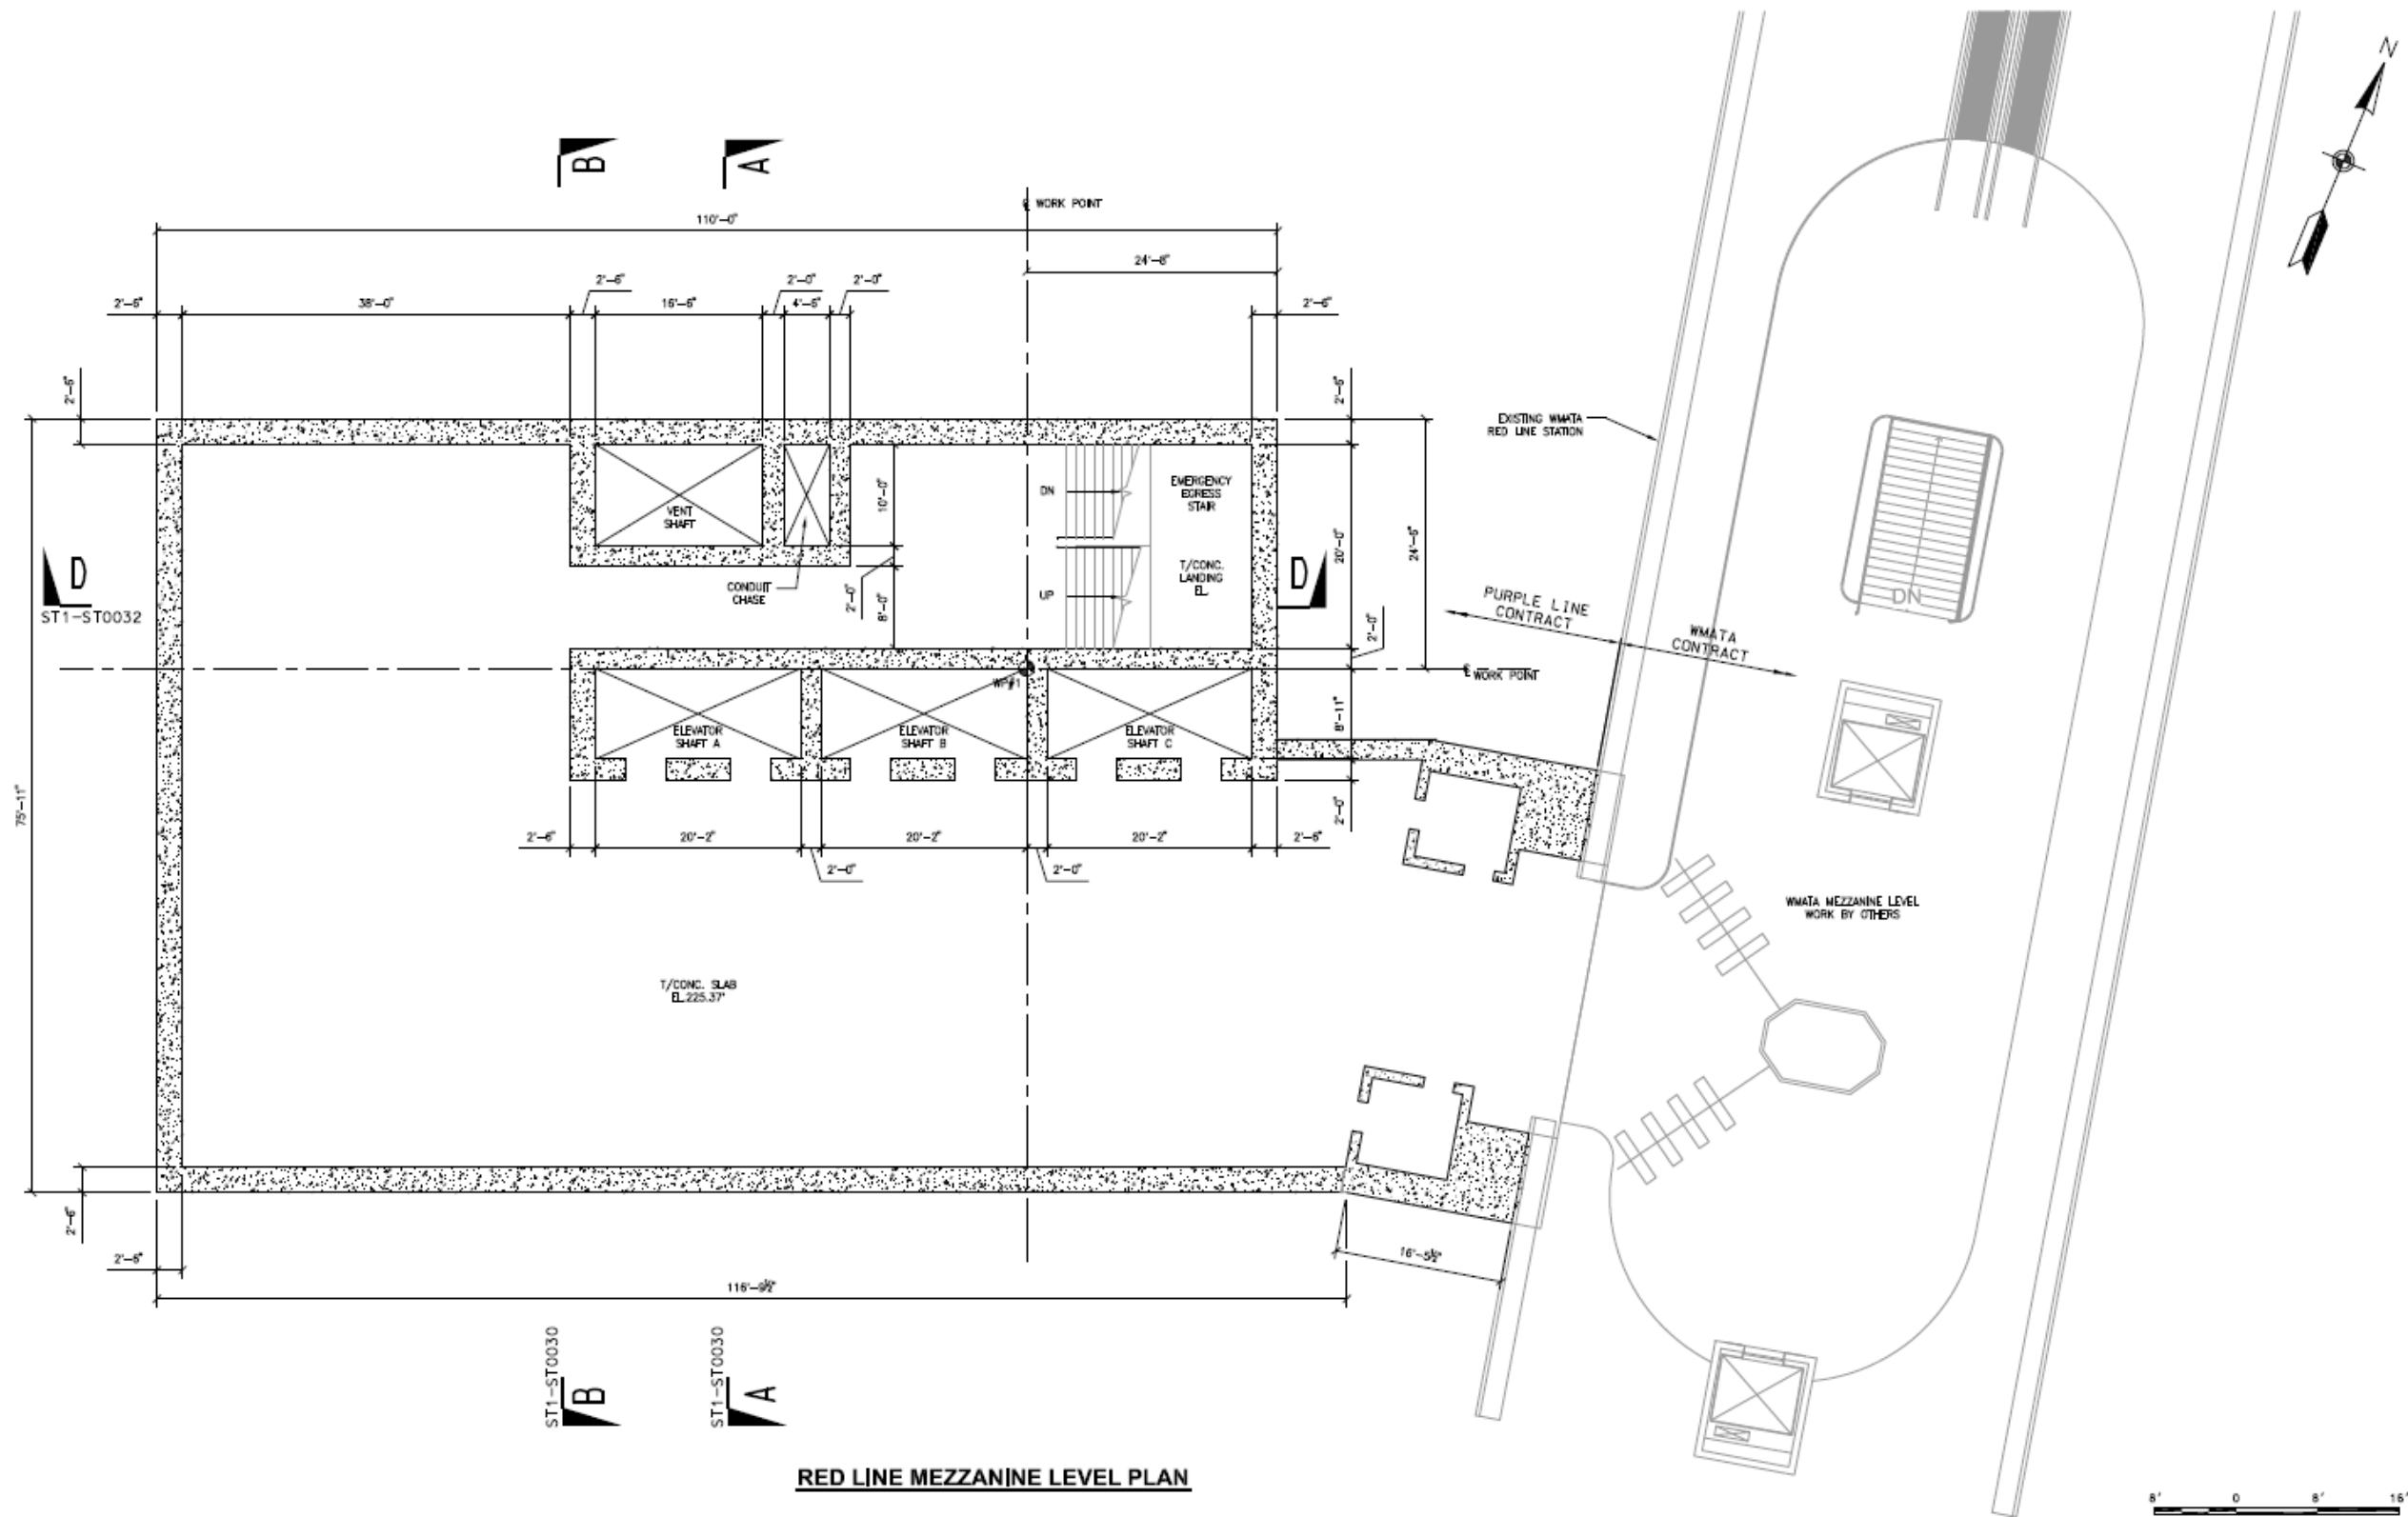 N
B
A
℄ WORK POINT
110'-0"
24'-8"
2'-6"
2'-0"
2'-0"
2'-6"
38'-0"
16'-6"
4'-6"
2'-6"
2'-6"
2'-6"
EXISTING WMATA
RED LINE STATION
DN
EMERGENCY
EGRESS
STAIR
VENT
SHAFT
10'-0"
20'-0"
24'-6"
D
ST1-ST0032
CONDUIT
CHASE
2'-0"
8'-0"
UP
T/CONC.
LANDING
EL.
D
2'-0"
PURPLE LINE
CONTRACT
WMATA
CONTRACT
DN
WP#1
℄ WORK POINT
ELEVATOR
SHAFT A
ELEVATOR
SHAFT B
ELEVATOR
SHAFT C
8'-11"
75'-11"
2'-6"
20'-2"
20'-2"
20'-2"
2'-6"
2'-0"
2'-0"
2'-0"
WMATA MEZZANINE LEVEL
WORK BY OTHERS
T/CONC. SLAB
EL.225.37'
2'-6"
2'-6"
16'-5½"
116'-9½"
ST1-ST0030
B
ST1-ST0030
A
RED LINE MEZZANINE LEVEL PLAN
8' 0 8' 16'